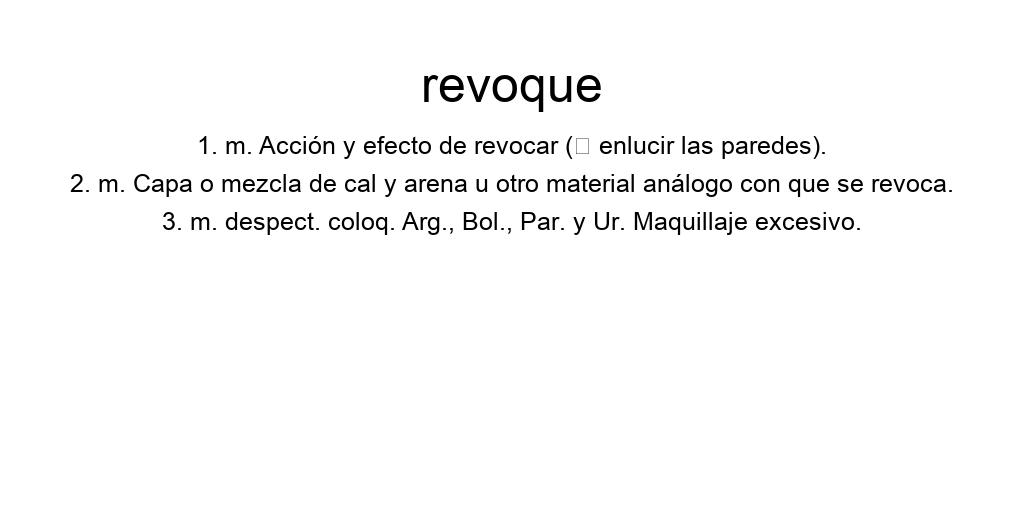 revoque
1. m. Acción y efecto de revocar (□ enlucir las paredes).
2. m. Capa o mezcla de cal y arena u otro material análogo con que se revoca.
3. m. despect. coloq. Arg., Bol., Par. y Ur. Maquillaje excesivo.